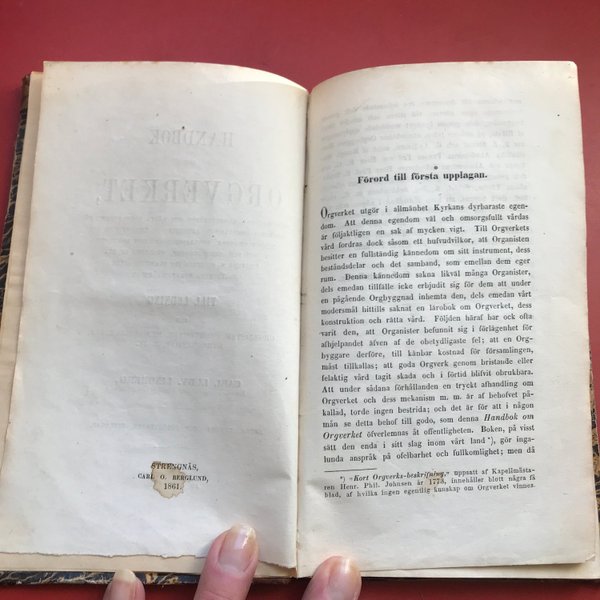 STRENGNÄS,
CARL O. BERGLUND,
1861.
Förord till första upplagan.
Orgverket utgör i allmänhet Kyrkans dyrbaraste egen-
dom. Att denna egendom väl och omsorgsfullt vårdas
är följaktligen en sak af mycken vigt. Till Orgverkets
vård fordras dock såsom ett hufvudvilkor, att Organisten
besitter en fullständig kännedom om sitt instrument, dess
beståndsdelar och det samband, som emellan dem eger
rum. Denna kännedom sakna likväl många Organister,
dels emedan tillfälle icke erbjudit sig för dem att under
en pågående Orgbyggnad inhemta den, dels emedan vårt
modersmål hittills saknat en lärobok om Orgverket, dess
konstruktion och rätta vård. Följden häraf har ock ofta
varit den, att Organister befunnit sig i förlägenhet för
afhjelpandet äfven af de obetydligaste fel; att en Org-
byggare derföre, till känbar kostnad för församlingen,
måst tillkallas; att goda Orgverk genom bristande eller
felaktig vård tagit skada och i förtid blifvit obrukbara.
Att under sådana förhållanden en tryckt afhandling om
Orgverket och dess mekanism m. m. är af behofvet på-
kallad, torde ingen bestrida; och det är för att i någon
mån se detta behof till godo, som denna Handbok om
Orgverket öfverlemnas åt offentligheten. Boken, på visst
sätt den enda i sitt slag inom vårt land *), gör inga-
lunda anspråk på ofelbarhet och fullkomlighet; men då
*) „Kort Orgverks-beskrifning,“ uppsatt af Kapellmästa-
ren Henr. Phil. Johnsen år 1773, innehåller blott några få
blad, af hvilka ingen egentlig kunskap om Orgverket vinnes